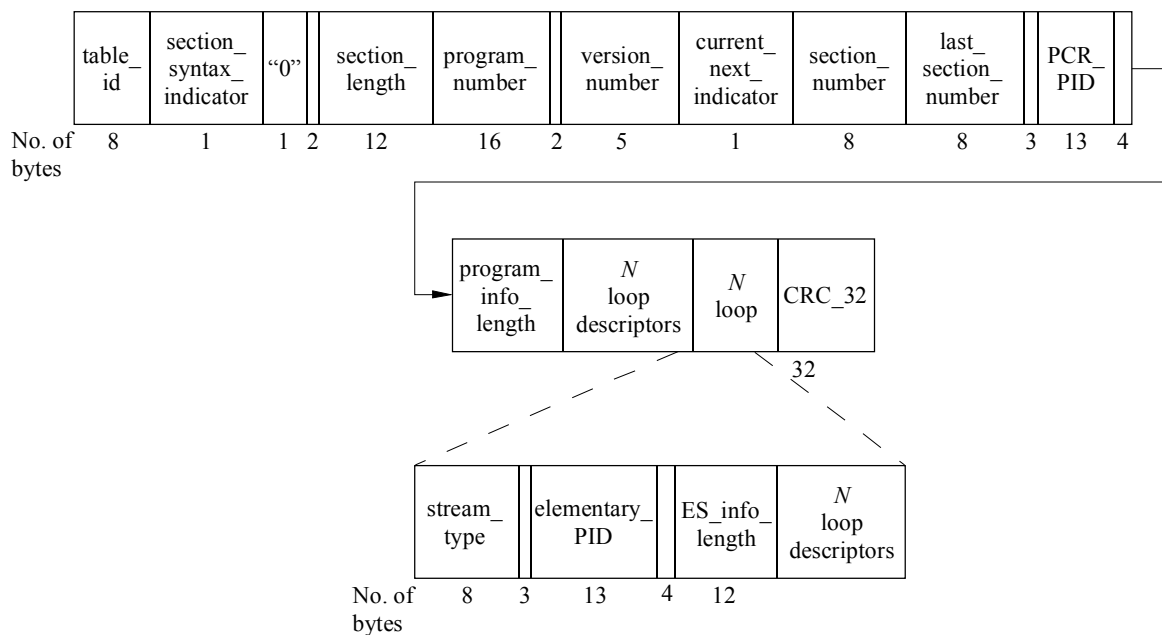 table_
id
section_
syntax_
indicator
“0”
section_
length
program_
number
version_
number
current_
next_
indicator
section_
number
last_
section_
number
PCR_
PID
No. of
bytes
8 1 1 2 12 16 2 5 1 8 8 3 13 4
program_
info_
length
N
loop
descriptors
N
loop
CRC_32
32
stream_
type
elementary_
PID
ES_info_
length
N
loop
descriptors
No. of
bytes
8 3 13 4 12